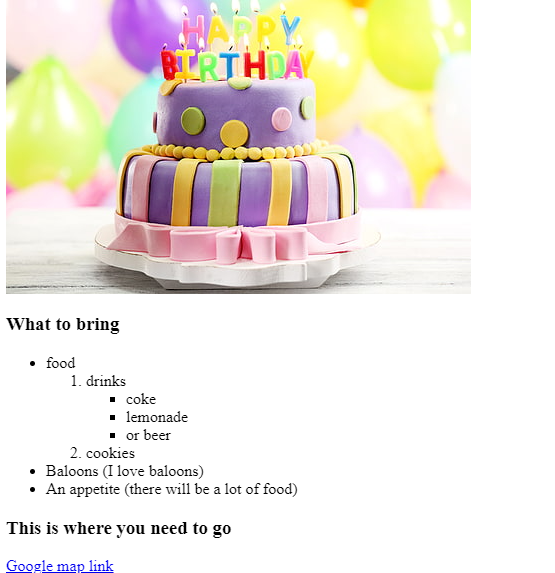 HAPPY
BIRTHDAY
What to bring
food
1. drinks
coke
lemonade
or beer
2. cookies
Baloons (I love baloons)
An appetite (there will be a lot of food)
This is where you need to go
Google map link